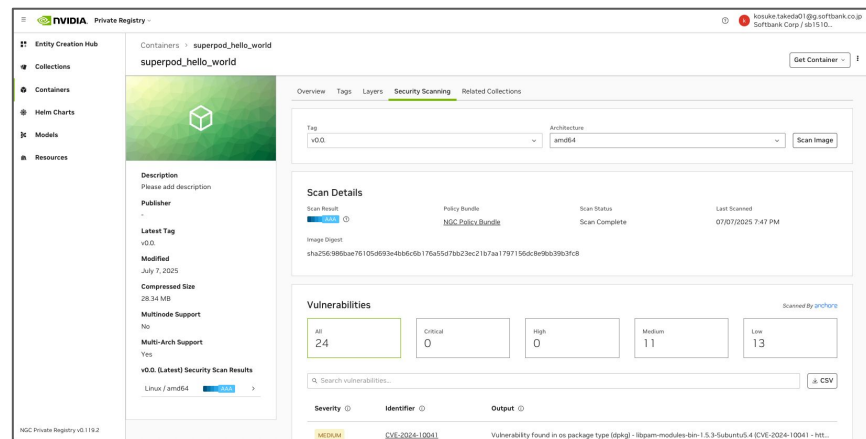 NVIDIA. Private Registry
kosuke.takeda01@g.softbank.co.jp
Softbank Corp / sb1510...
Entity Creation Hub
Collections
Containers
Helm Charts
Models
Resources
NGC Private Registry v0.119.2
Containers > superpod_hello_world
superpod_hello_world
Get Container
Description
Please add description
Publisher
-
Latest Tag
v0.0.
Modified
July 7, 2025
Compressed Size
28.34 MB
Multinode Support
No
Multi-Arch Support
Yes
v0.0. (Latest) Security Scan Results
Linux / amd64 AAA >
Overview Tags Layers Security Scanning Related Collections
Tag
v0.0.
Architecture
amd64
Scan Image
Scan Details
Scan Result Policy Bundle Scan Status Last Scanned
AAA NGC Policy Bundle Scan Complete 07/07/2025 7:47 PM
Image Digest
sha256:986bae76105d693e4bb6c6b176a55d7bb23ec21b7aa1797156dc8e9bb39b3fc8
Vulnerabilities
Scanned By anchore
All Critical High Medium Low
24 0 0 11 13
Search vulnerabilities...
CSV
Severity Identifier Output
MEDIUM CVE-2024-10041 Vulnerability found in os package type (dpkg) - libpam-modules-bin-1.5.3-5ubuntu5.4 (CVE-2024-10041 - htt...